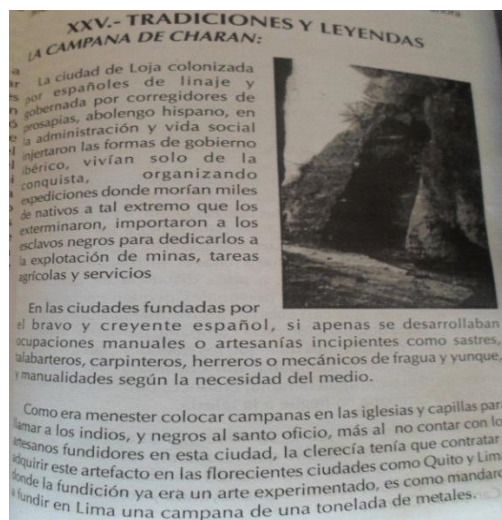 XXV.- TRADICIONES Y LEYENDAS
LA CAMPANA DE CHARAN:
La ciudad de Loja colonizada
por españoles de linaje y
gobernada por corregidores de
prosapias, abolengo hispano, en
la administración y vida social
injertaron las formas de gobierno
ibérico, vivían solo de la
conquista, organizando
expediciones donde morían miles
de nativos a tal extremo que los
exterminaron, importaron a los
esclavos negros para dedicarlos a
la explotación de minas, tareas
agrícolas y servicios
En las ciudades fundadas por
el bravo y creyente español, si apenas se desarrollaban
ocupaciones manuales o artesanías incipientes como sastres,
talabarteros, carpinteros, herreros o mecánicos de fragua y yunque,
y manualidades según la necesidad del medio.
Como era menester colocar campanas en las iglesias y capillas par
llamar a los indios, y negros al santo oficio, más al no contar con lo
artesanos fundidores en esta ciudad, la clerecía tenía que contratar
adquirir este artefacto en las florecientes ciudades como Quito y Lim
donde la fundición ya era un arte experimentado, es como mandar
a fundir en Lima una campana de una tonelada de metales.